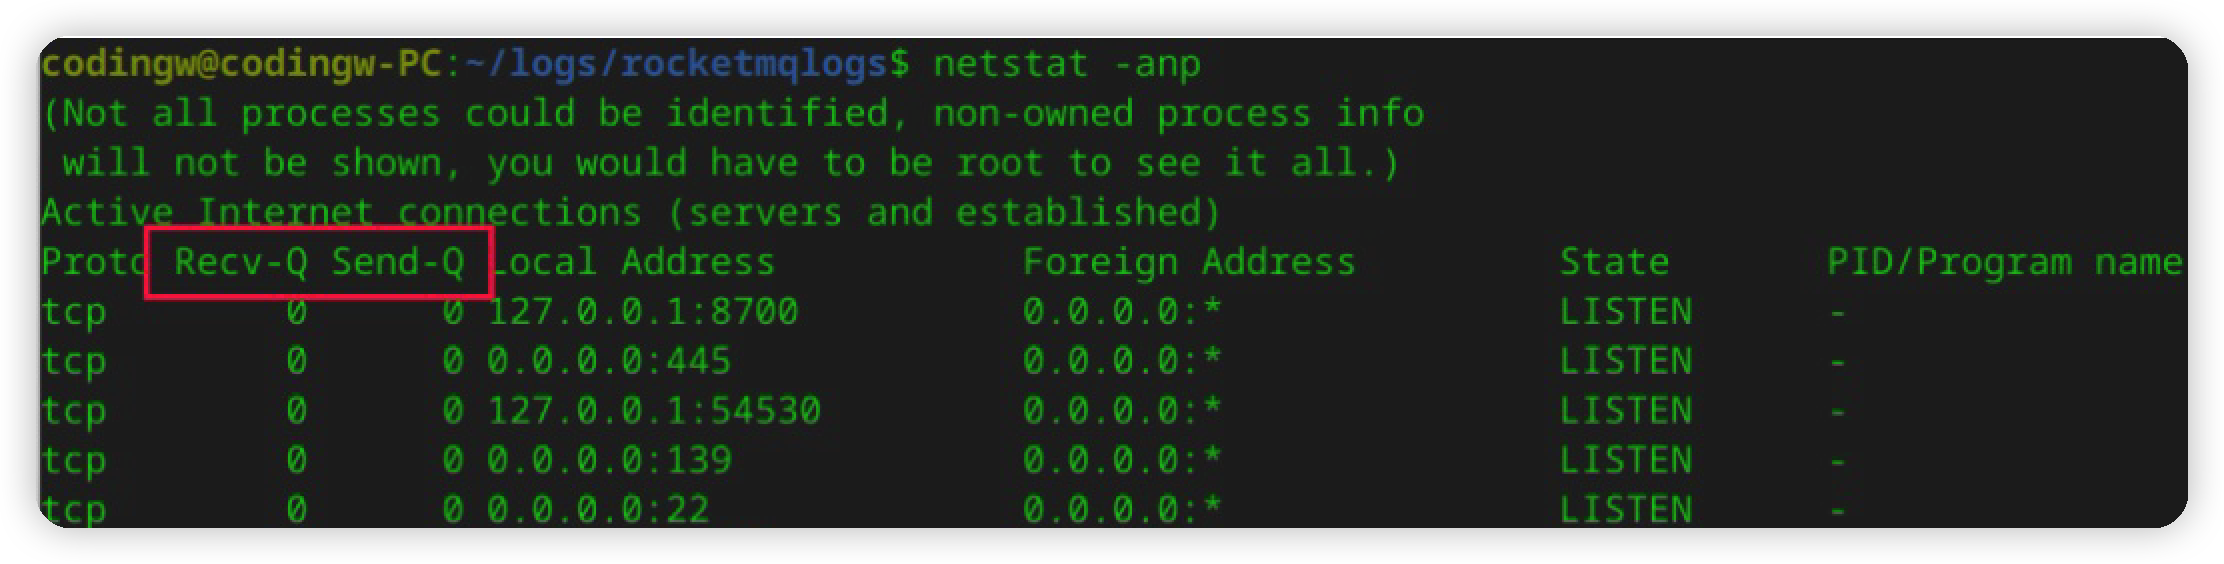 codingw@codingw-PC:~/logs/rocketmqlogs$ netstat -anp
(Not all processes could be identified, non-owned process info
 will not be shown, you would have to be root to see it all.)
Active Internet connections (servers and established)
Proto Recv-Q Send-Q Local Address           Foreign Address         State       PID/Program name
tcp        0      0 127.0.0.1:8700          0.0.0.0:*               LISTEN      -
tcp        0      0 0.0.0.0:445             0.0.0.0:*               LISTEN      -
tcp        0      0 127.0.0.1:54530         0.0.0.0:*               LISTEN      -
tcp        0      0 0.0.0.0:139             0.0.0.0:*               LISTEN      -
tcp        0      0 0.0.0.0:22              0.0.0.0:*               LISTEN      -